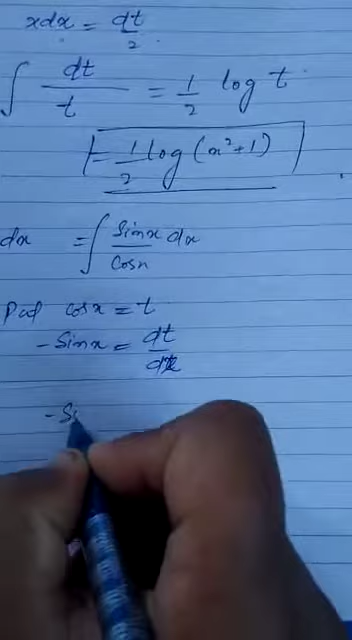 xdx = dt/2
∫ dt/t = 1/2 log t
= 1/2 log (x²+1)
dx = ∫ Sinx/Cosx dx
Put cosx = t
-Sinx = dt/dx
-Si